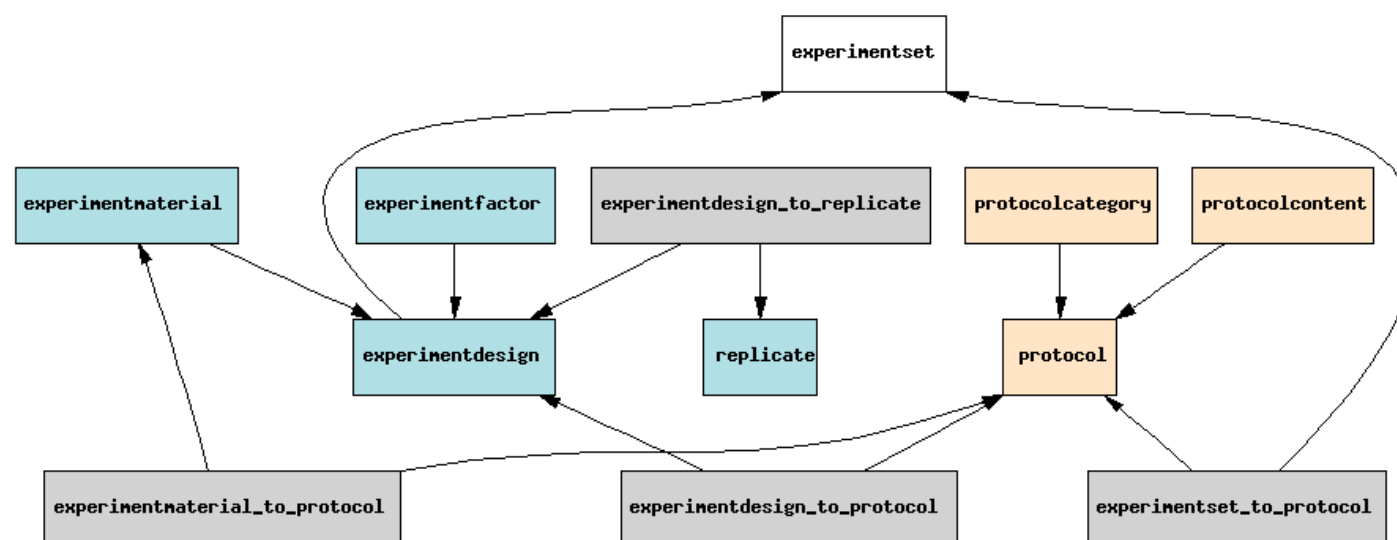 experimentset
experimentmaterial
experimentfactor
experimentdesign_to_replicate
protocolcategory
protocolcontent
experimentdesign
replicate
protocol
experimentmaterial_to_protocol
experimentdesign_to_protocol
experimentset_to_protocol